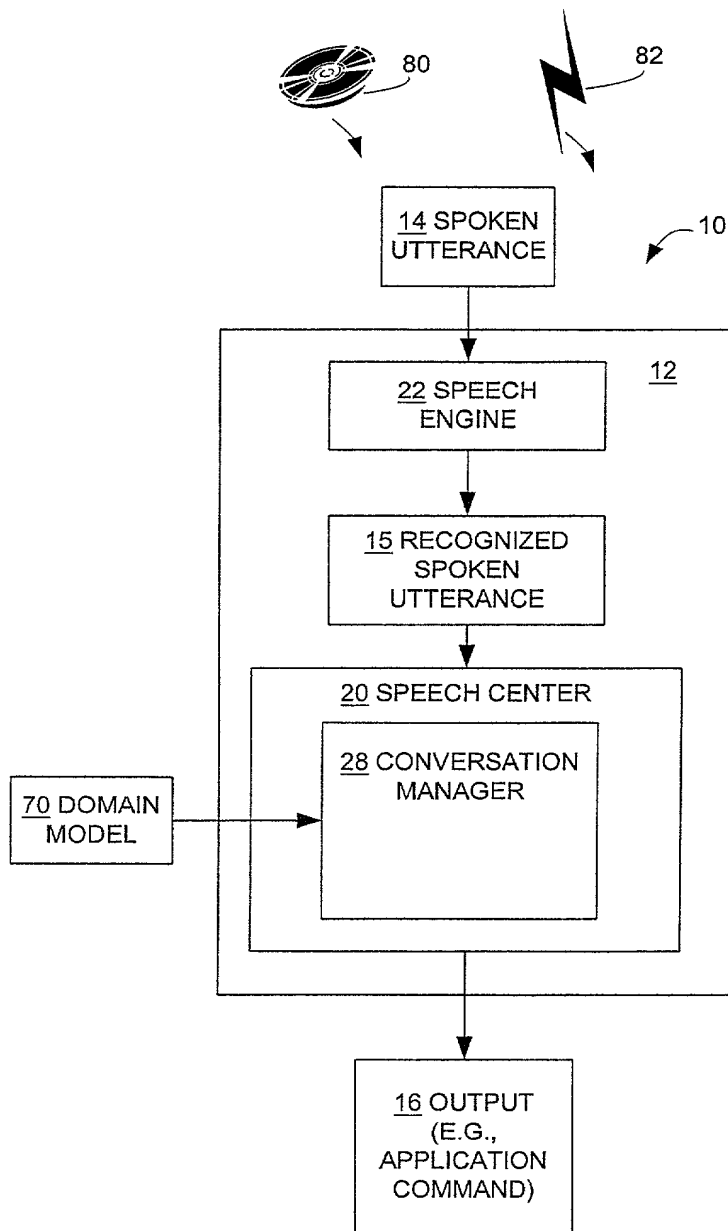 80
82
14 SPOKEN
UTTERANCE
10
12
22 SPEECH
ENGINE
15 RECOGNIZED
SPOKEN
UTTERANCE
20 SPEECH CENTER
28 CONVERSATION
MANAGER
70 DOMAIN
MODEL
16 OUTPUT
(E.G.,
APPLICATION
COMMAND)